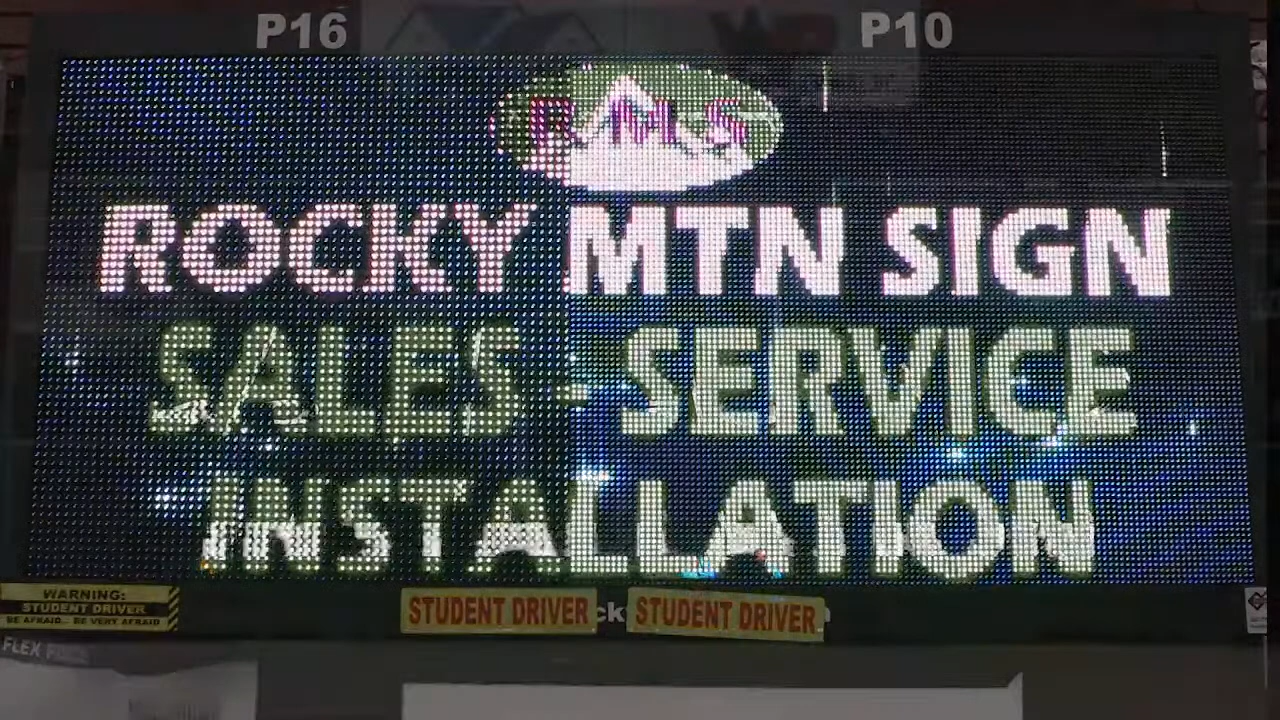 P16 P10
RMS
ROCKY MTN SIGN
SALES - SERVICE
INSTALLATION
WARNING:
STUDENT DRIVER
BE AFRAID... BE VERY AFRAID
STUDENT DRIVER STUDENT DRIVER
FLEX